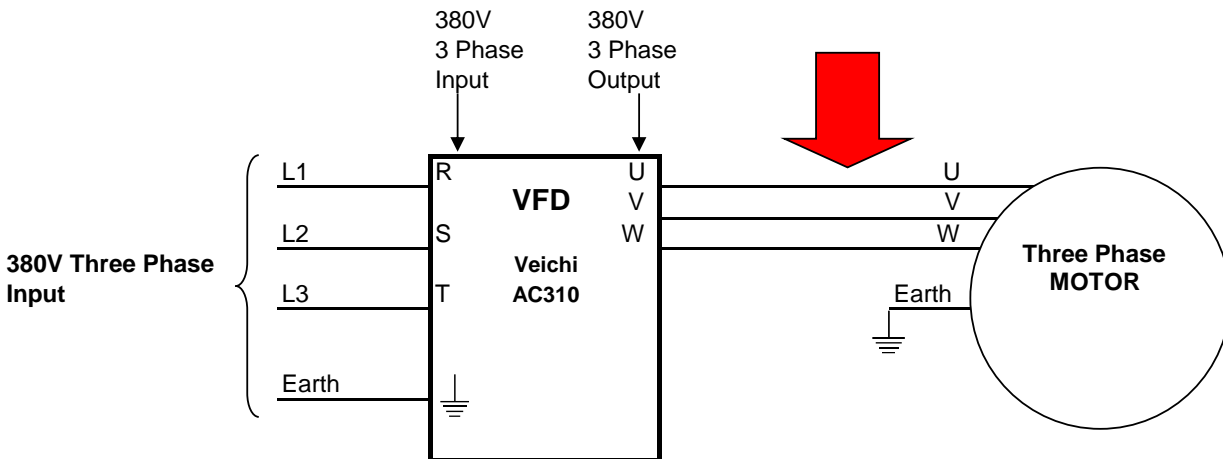 380V
3 Phase
Input
380V
3 Phase
Output
L1
R
U
U
VFD
V
V
L2
S
W
W
380V Three Phase
Input
Veichi
AC310
Three Phase
MOTOR
L3
T
Earth
Earth